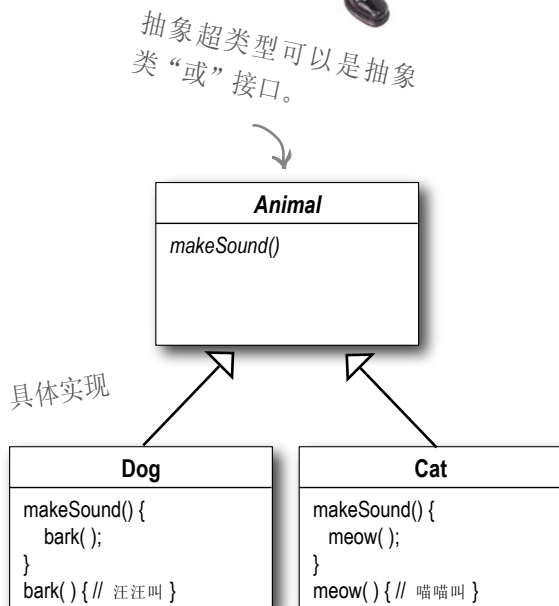 抽象超类型可以是抽象
类“或”接口。
Animal
makeSound()
具体实现
Dog
makeSound() {
bark( );
}
bark( ) { // 汪汪叫 }
Cat
makeSound() {
meow( );
}
meow( ) { // 喵喵叫 }